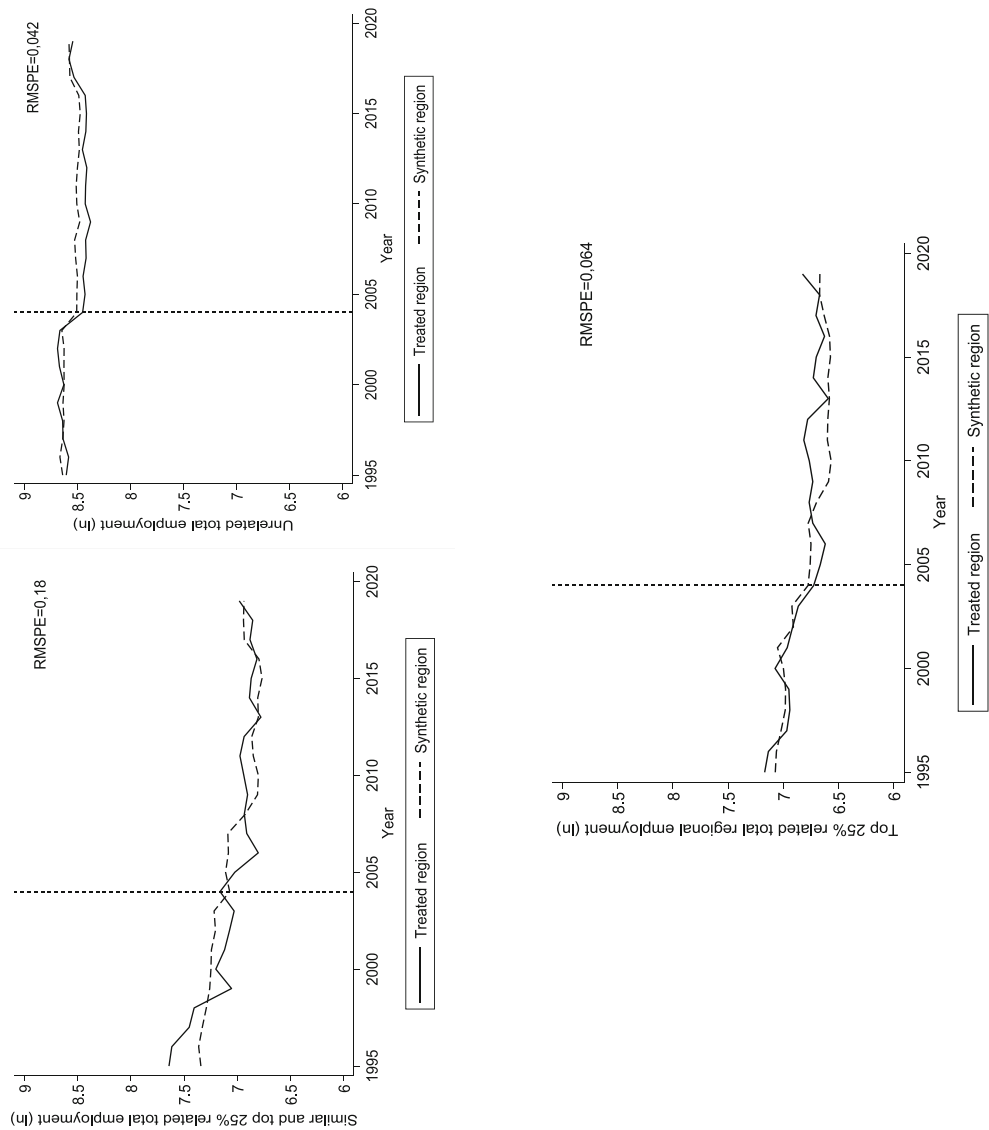 RMSPE=0,18
Similar and top 25% related total employment (ln)
9
8.5
8
7.5
7
6.5
6
1995
2000
2005
2010
2015
2020
Year
Treated region
Synthetic region
RMSPE=0,042
Unrelated total employment (ln)
9
8.5
8
7.5
7
6.5
6
1995
2000
2005
2010
2015
2020
Year
Treated region
Synthetic region
RMSPE=0,064
Top 25% related total regional employment (ln)
9
8.5
8
7.5
7
6.5
6
1995
2000
2005
2010
2015
2020
Year
Treated region
Synthetic region